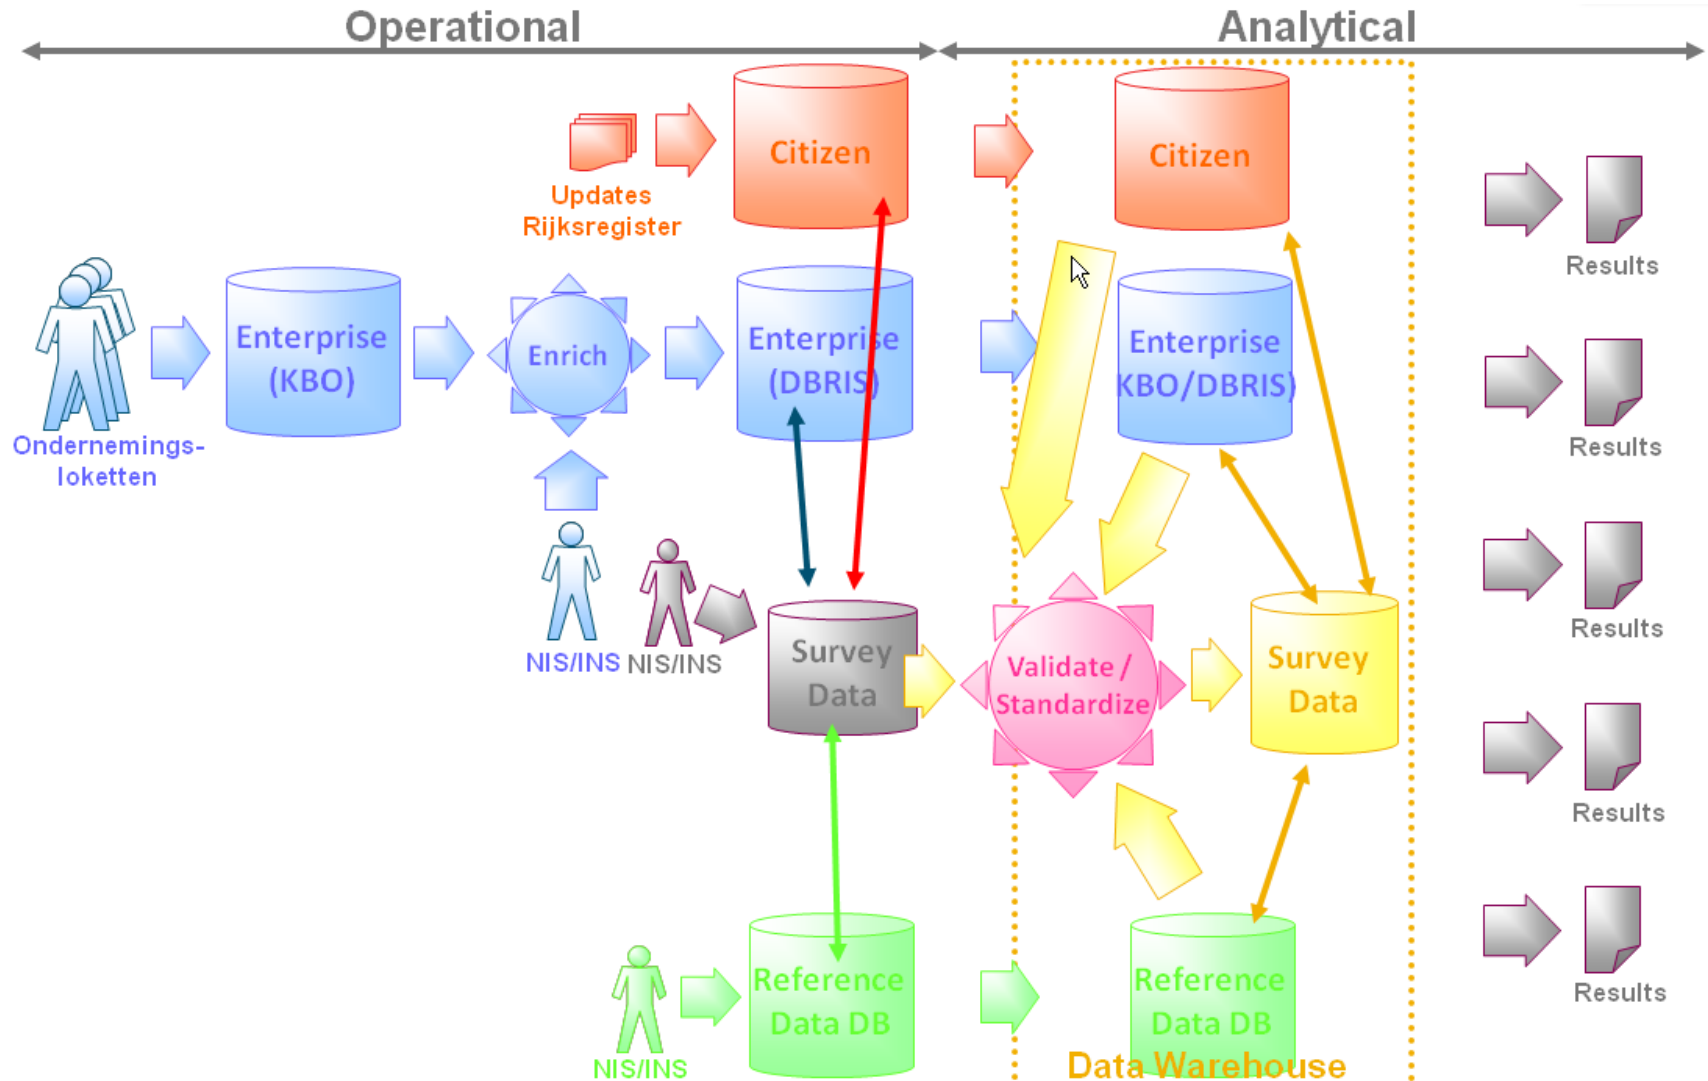 Operational
Analytical
Citizen
Citizen
Updates
Rijksregister
Results
Enterprise
(KBO)
Enrich
Enterprise
(DBRIS)
Enterprise
KBO/DBRIS)
Ondernemings-
loketten
Results
NIS/INS
NIS/INS
Survey
Data
Validate /
Standardize
Survey
Data
Results
Results
Reference
Data DB
Reference
Data DB
NIS/INS
Data Warehouse
Results